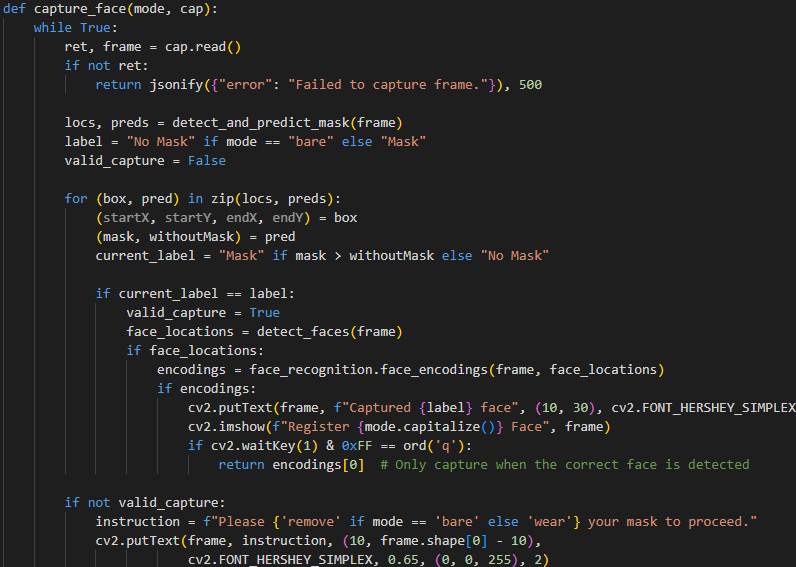 def capture_face(mode, cap):
    while True:
        ret, frame = cap.read()
        if not ret:
            return jsonify({"error": "Failed to capture frame."}), 500

        locs, preds = detect_and_predict_mask(frame)
        label = "No Mask" if mode == "bare" else "Mask"
        valid_capture = False

        for (box, pred) in zip(locs, preds):
            (startX, startY, endX, endY) = box
            (mask, withoutMask) = pred
            current_label = "Mask" if mask > withoutMask else "No Mask"

            if current_label == label:
                valid_capture = True
                face_locations = detect_faces(frame)
                if face_locations:
                    encodings = face_recognition.face_encodings(frame, face_locations)
                    if encodings:
                        cv2.putText(frame, f"Captured {label} face", (10, 30), cv2.FONT_HERSHEY_SIMPLEX
                        cv2.imshow(f"Register {mode.capitalize()} Face", frame)
                        if cv2.waitKey(1) & 0xFF == ord('q'):
                            return encodings[0]  # Only capture when the correct face is detected

        if not valid_capture:
            instruction = f"Please {'remove' if mode == 'bare' else 'wear'} your mask to proceed."
            cv2.putText(frame, instruction, (10, frame.shape[0] - 10),
                        cv2.FONT_HERSHEY_SIMPLEX, 0.65, (0, 0, 255), 2)